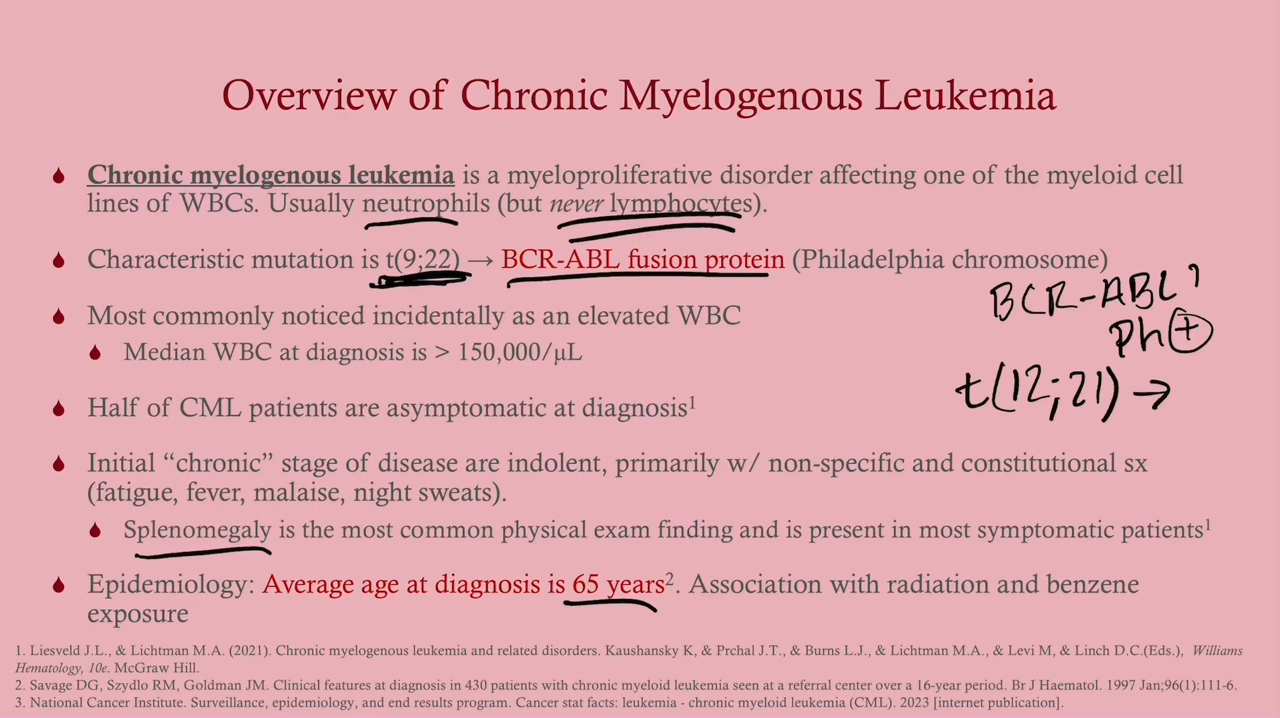 Overview of Chronic Myelogenous Leukemia
Chronic myelogenous leukemia is a myeloproliferative disorder affecting one of the myeloid cell
lines of WBCs. Usually neutrophils (but never lymphocytes).
Characteristic mutation is t(9;22) → BCR-ABL fusion protein (Philadelphia chromosome)
BCR-ABL1
Ph+
Most commonly noticed incidentally as an elevated WBC
Median WBC at diagnosis is > 150,000/μL
t(12;21) →
Half of CML patients are asymptomatic at diagnosis1
Initial “chronic” stage of disease are indolent, primarily w/ non-specific and constitutional sx
(fatigue, fever, malaise, night sweats).
Splenomegaly is the most common physical exam finding and is present in most symptomatic patients1
Epidemiology: Average age at diagnosis is 65 years2. Association with radiation and benzene
exposure
1. Liesveld J.L., & Lichtman M.A. (2021). Chronic myelogenous leukemia and related disorders. Kaushansky K, & Prchal J.T., & Burns L.J., & Lichtman M.A., & Levi M, & Linch D.C.(Eds.), Williams
Hematology, 10e. McGraw Hill.
2. Savage DG, Szydlo RM, Goldman JM. Clinical features at diagnosis in 430 patients with chronic myeloid leukemia seen at a referral center over a 16-year period. Br J Haematol. 1997 Jan;96(1):111-6.
3. National Cancer Institute. Surveillance, epidemiology, and end results program. Cancer stat facts: leukemia - chronic myeloid leukemia (CML). 2023 [internet publication].